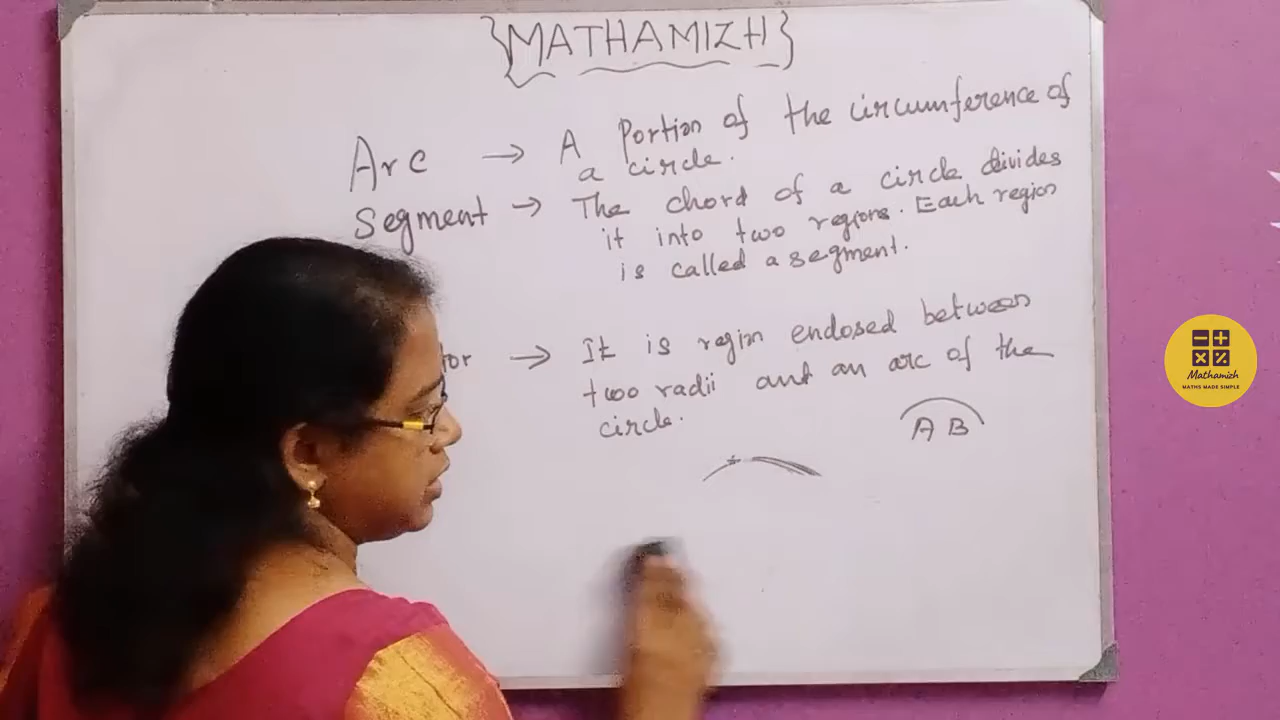 {MATHAMIZH}
Arc → A Portion of the circumference of
a circle.
Segment → The chord of a circle divides
it into two regions. Each region
is called a segment.
tor → It is region enclosed between
two radii and an arc of the
circle.
AB
Mathamizh
MATHS MADE SIMPLE